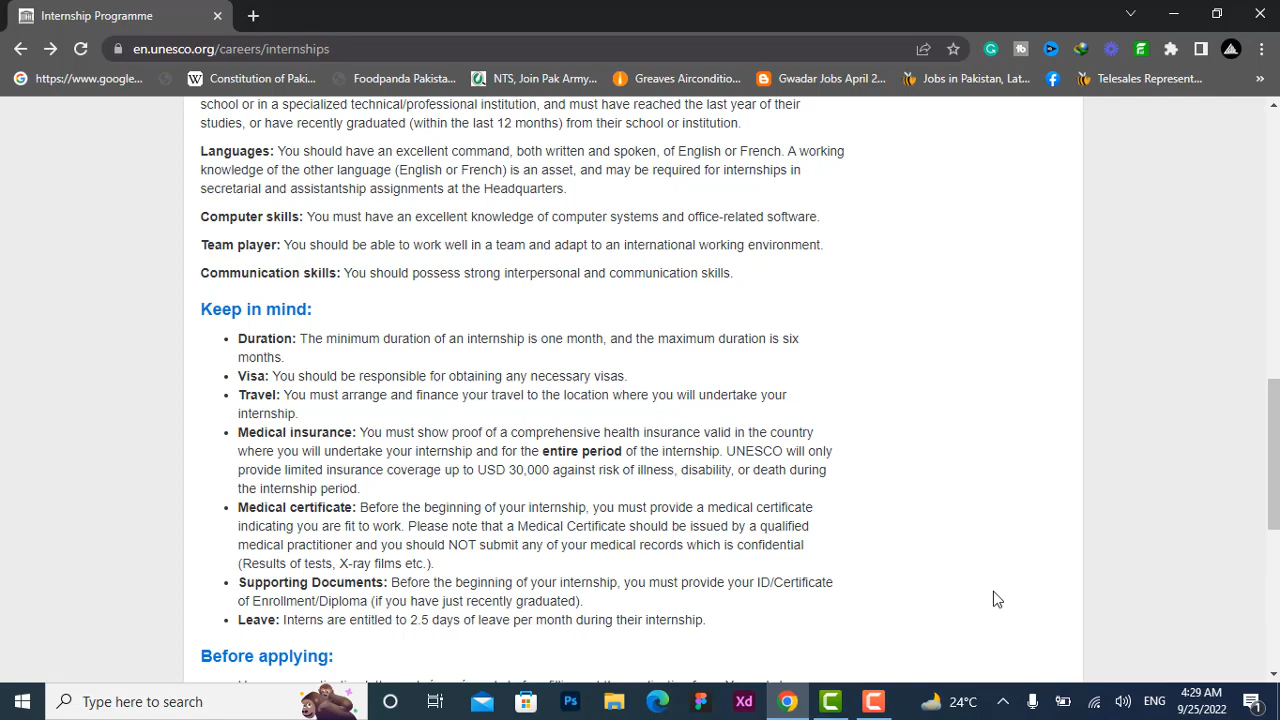 Internship Programme
en.unesco.org/careers/internships
https://www.google...
Constitution of Paki...
Foodpanda Pakista...
NTS, Join Pak Army,...
Greaves Airconditio...
Gwadar Jobs April 2...
Jobs in Pakistan, Lat...
Telesales Represent...
school or in a specialized technical/professional institution, and must have reached the last year of their
studies, or have recently graduated (within the last 12 months) from their school or institution.
Languages: You should have an excellent command, both written and spoken, of English or French. A working
knowledge of the other language (English or French) is an asset, and may be required for internships in
secretarial and assistantship assignments at the Headquarters.
Computer skills: You must have an excellent knowledge of computer systems and office-related software.
Team player: You should be able to work well in a team and adapt to an international working environment.
Communication skills: You should possess strong interpersonal and communication skills.
Keep in mind:
• Duration: The minimum duration of an internship is one month, and the maximum duration is six
months.
• Visa: You should be responsible for obtaining any necessary visas.
• Travel: You must arrange and finance your travel to the location where you will undertake your
internship.
• Medical insurance: You must show proof of a comprehensive health insurance valid in the country
where you will undertake your internship and for the entire period of the internship. UNESCO will only
provide limited insurance coverage up to USD 30,000 against risk of illness, disability, or death during
the internship period.
• Medical certificate: Before the beginning of your internship, you must provide a medical certificate
indicating you are fit to work. Please note that a Medical Certificate should be issued by a qualified
medical practitioner and you should NOT submit any of your medical records which is confidential
(Results of tests, X-ray films etc.).
• Supporting Documents: Before the beginning of your internship, you must provide your ID/Certificate
of Enrollment/Diploma (if you have just recently graduated).
• Leave: Interns are entitled to 2.5 days of leave per month during their internship.
Before applying:
Type here to search
Ps
Xd
24°C
ENG
4:29 AM
9/25/2022
1